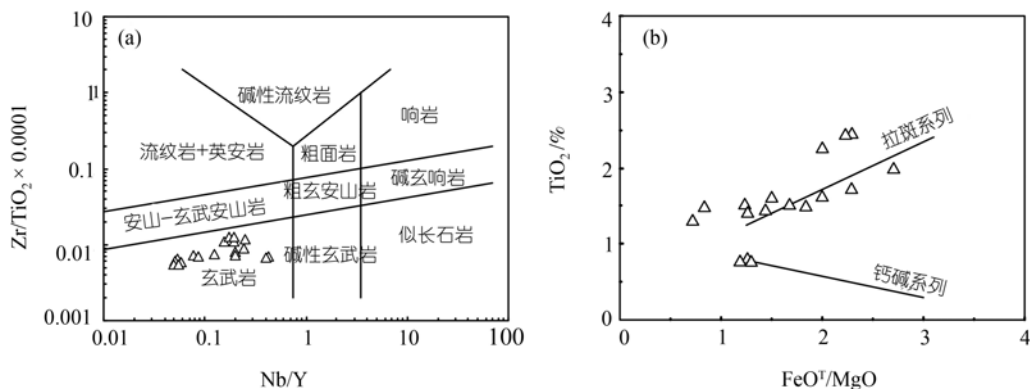 (a)
10
1l
0.10
0.01
0.001
Zr/TiO₂ × 0.0001
碱性流纹岩
响岩
流纹岩+英安岩
粗面岩
碱玄响岩
粗玄安山岩
安山-玄武安山岩
似长石岩
碱性玄武岩
玄武岩
0.01
0.1
1
10
100
Nb/Y
(b)
4
3
2
1
0
TiO₂/%
拉斑系列
钙碱系列
0
1
2
3
4
FeOᵀ/MgO